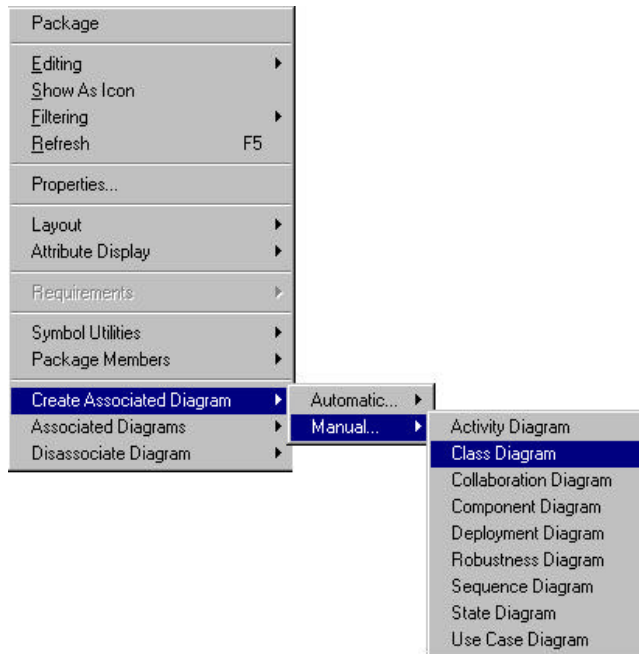 Package
Editing
Show As Icon
Filtering
Refresh F5
Properties...
Layout
Attribute Display
Requirements
Symbol Utilities
Package Members
Create Associated Diagram
Associated Diagrams
Disassociate Diagram
Automatic...
Manual...
Activity Diagram
Class Diagram
Collaboration Diagram
Component Diagram
Deployment Diagram
Robustness Diagram
Sequence Diagram
State Diagram
Use Case Diagram